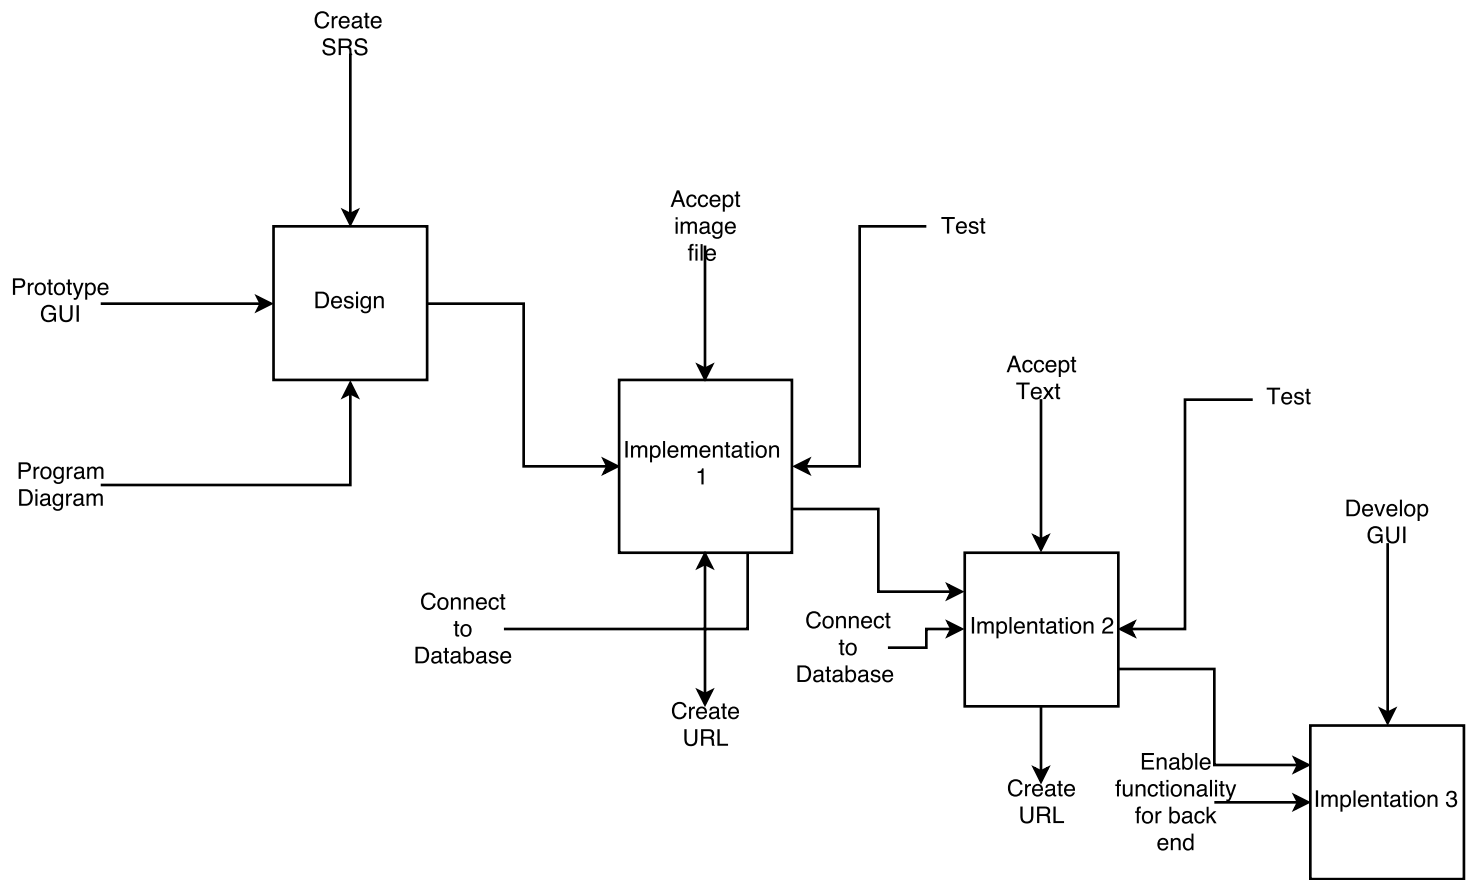 Create
SRS
Accept
image
file
Test
Prototype
GUI
Design
Accept
Text
Test
Implementation
1
Program
Diagram
Develop
GUI
Connect
to
Database
Connect
to
Database
Implentation 2
Create
URL
Enable
functionality
for back
end
Create
URL
Implentation 3